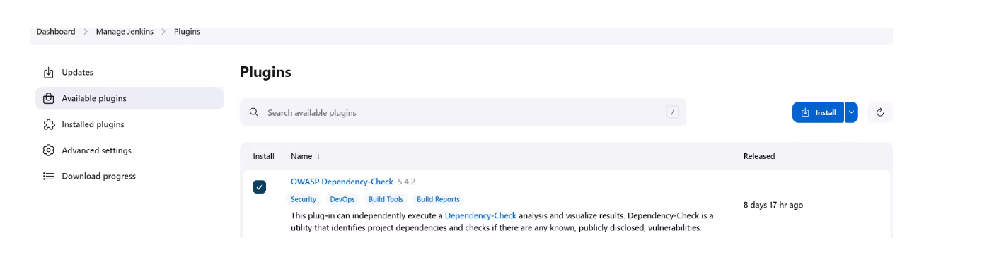 Dashboard > Manage Jenkins > Plugins
Updates
Available plugins
Installed plugins
Advanced settings
Download progress
Plugins
Search available plugins /
Install
Install Name ↓ Released
OWASP Dependency-Check 5.4.2
Security DevOps Build Tools Build Reports
8 days 17 hr ago
This plug-in can independently execute a Dependency-Check analysis and visualize results. Dependency-Check is a
utility that identifies project dependencies and checks if there are any known, publicly disclosed, vulnerabilities.